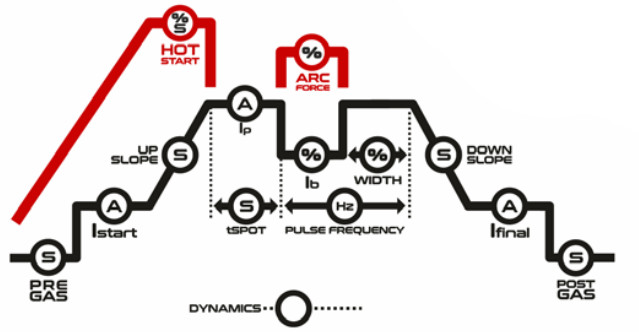 %
S
HOT
START
%
ARC
FORCE
A
Ip
UP
SLOPE
S
%
Ib
%
WIDTH
S
DOWN
SLOPE
A
Istart
S
tSPOT
Hz
PULSE FREQUENCY
A
Ifinal
S
PRE
GAS
S
POST
GAS
DYNAMICS